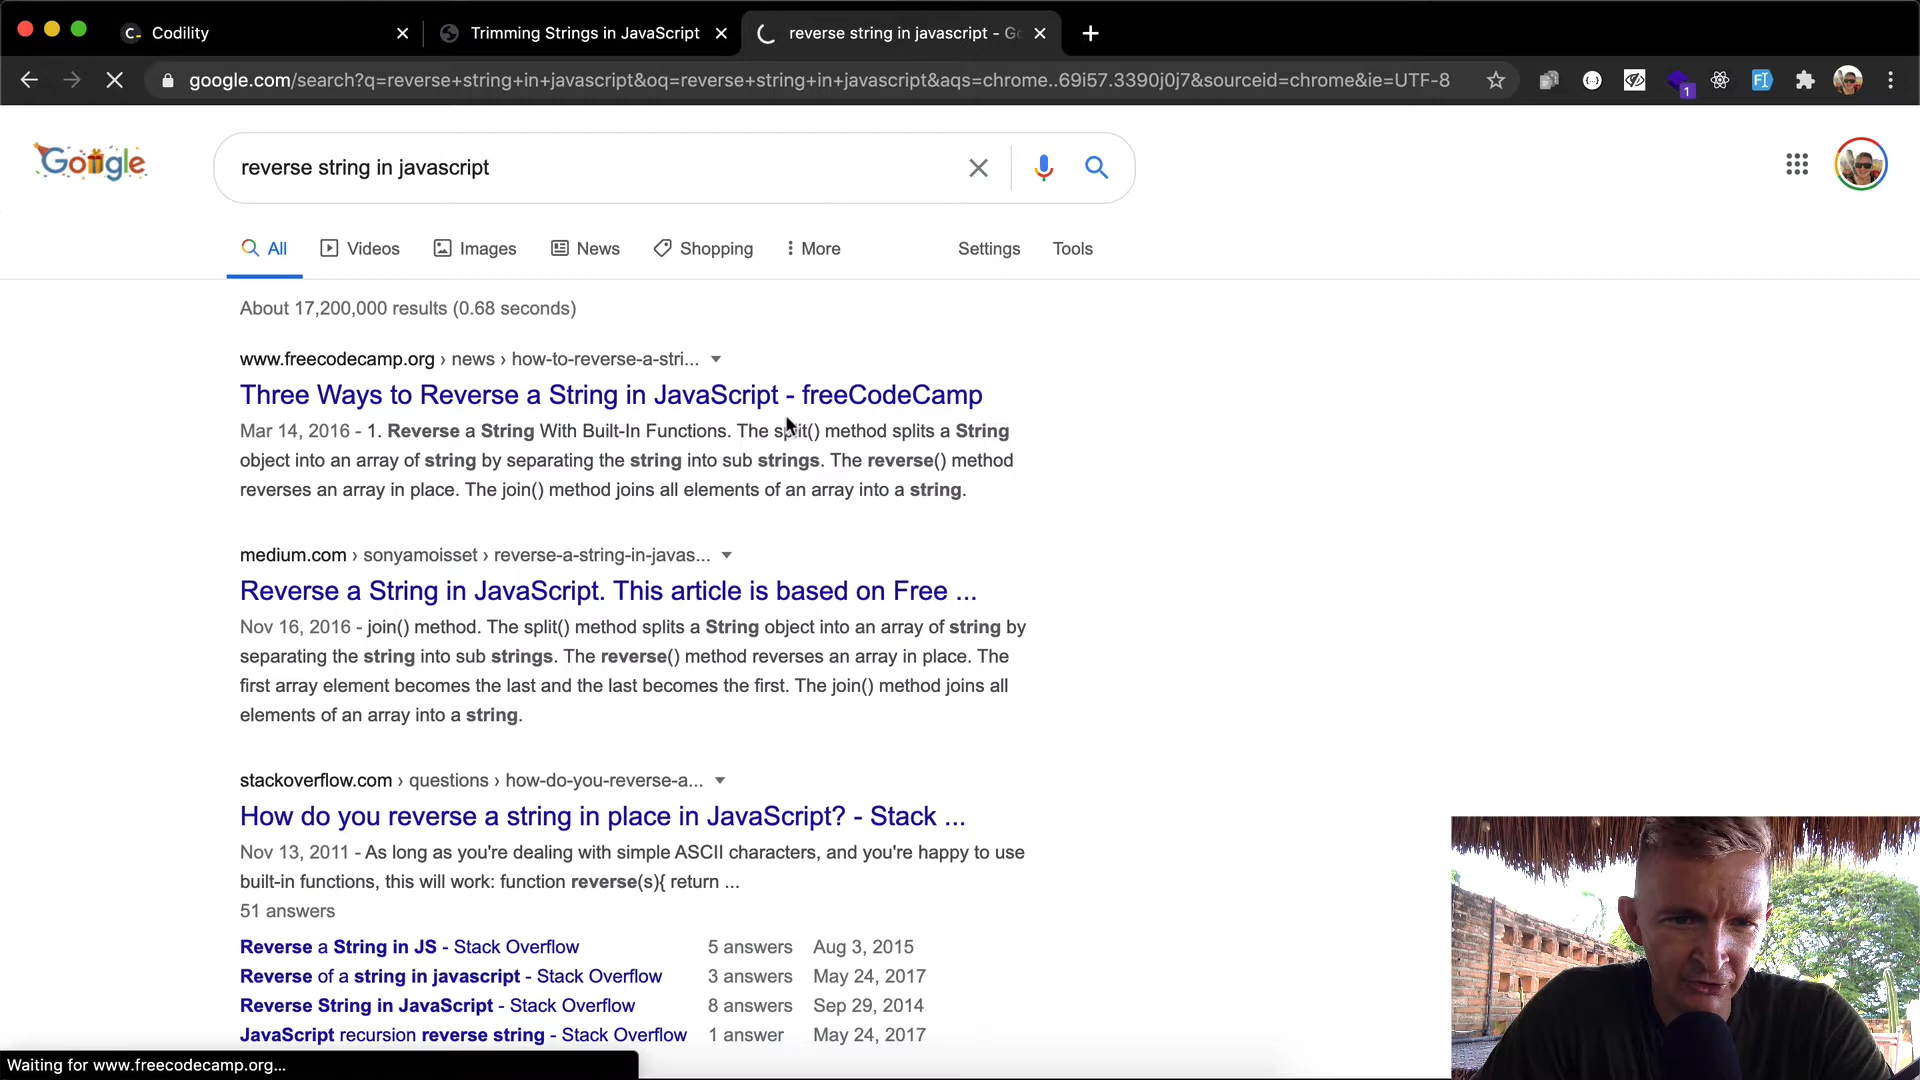 Codility
Trimming Strings in JavaScript
reverse string in javascript - Go
google.com/search?q=reverse+string+in+javascript&oq=reverse+string+in+javascript&aqs=chrome..69i57.3390j0j7&sourceid=chrome&ie=UTF-8
1
Google
reverse string in javascript
All
Videos
Images
News
Shopping
More
Settings
Tools
About 17,200,000 results (0.68 seconds)
www.freecodecamp.org › news › how-to-reverse-a-stri...
Three Ways to Reverse a String in JavaScript - freeCodeCamp
Mar 14, 2016 - 1. Reverse a String With Built-In Functions. The split() method splits a String
object into an array of string by separating the string into sub strings. The reverse() method
reverses an array in place. The join() method joins all elements of an array into a string.
medium.com › sonyamoisset › reverse-a-string-in-javas...
Reverse a String in JavaScript. This article is based on Free ...
Nov 16, 2016 - join() method. The split() method splits a String object into an array of string by
separating the string into sub strings. The reverse() method reverses an array in place. The
first array element becomes the last and the last becomes the first. The join() method joins all
elements of an array into a string.
stackoverflow.com › questions › how-do-you-reverse-a...
How do you reverse a string in place in JavaScript? - Stack ...
Nov 13, 2011 - As long as you're dealing with simple ASCII characters, and you're happy to use
built-in functions, this will work: function reverse(s){ return ...
51 answers
Reverse a String in JS - Stack Overflow 5 answers Aug 3, 2015
Reverse of a string in javascript - Stack Overflow 3 answers May 24, 2017
Reverse String in JavaScript - Stack Overflow 8 answers Sep 29, 2014
JavaScript recursion reverse string - Stack Overflow 1 answer May 24, 2017
Waiting for www.freecodecamp.org...